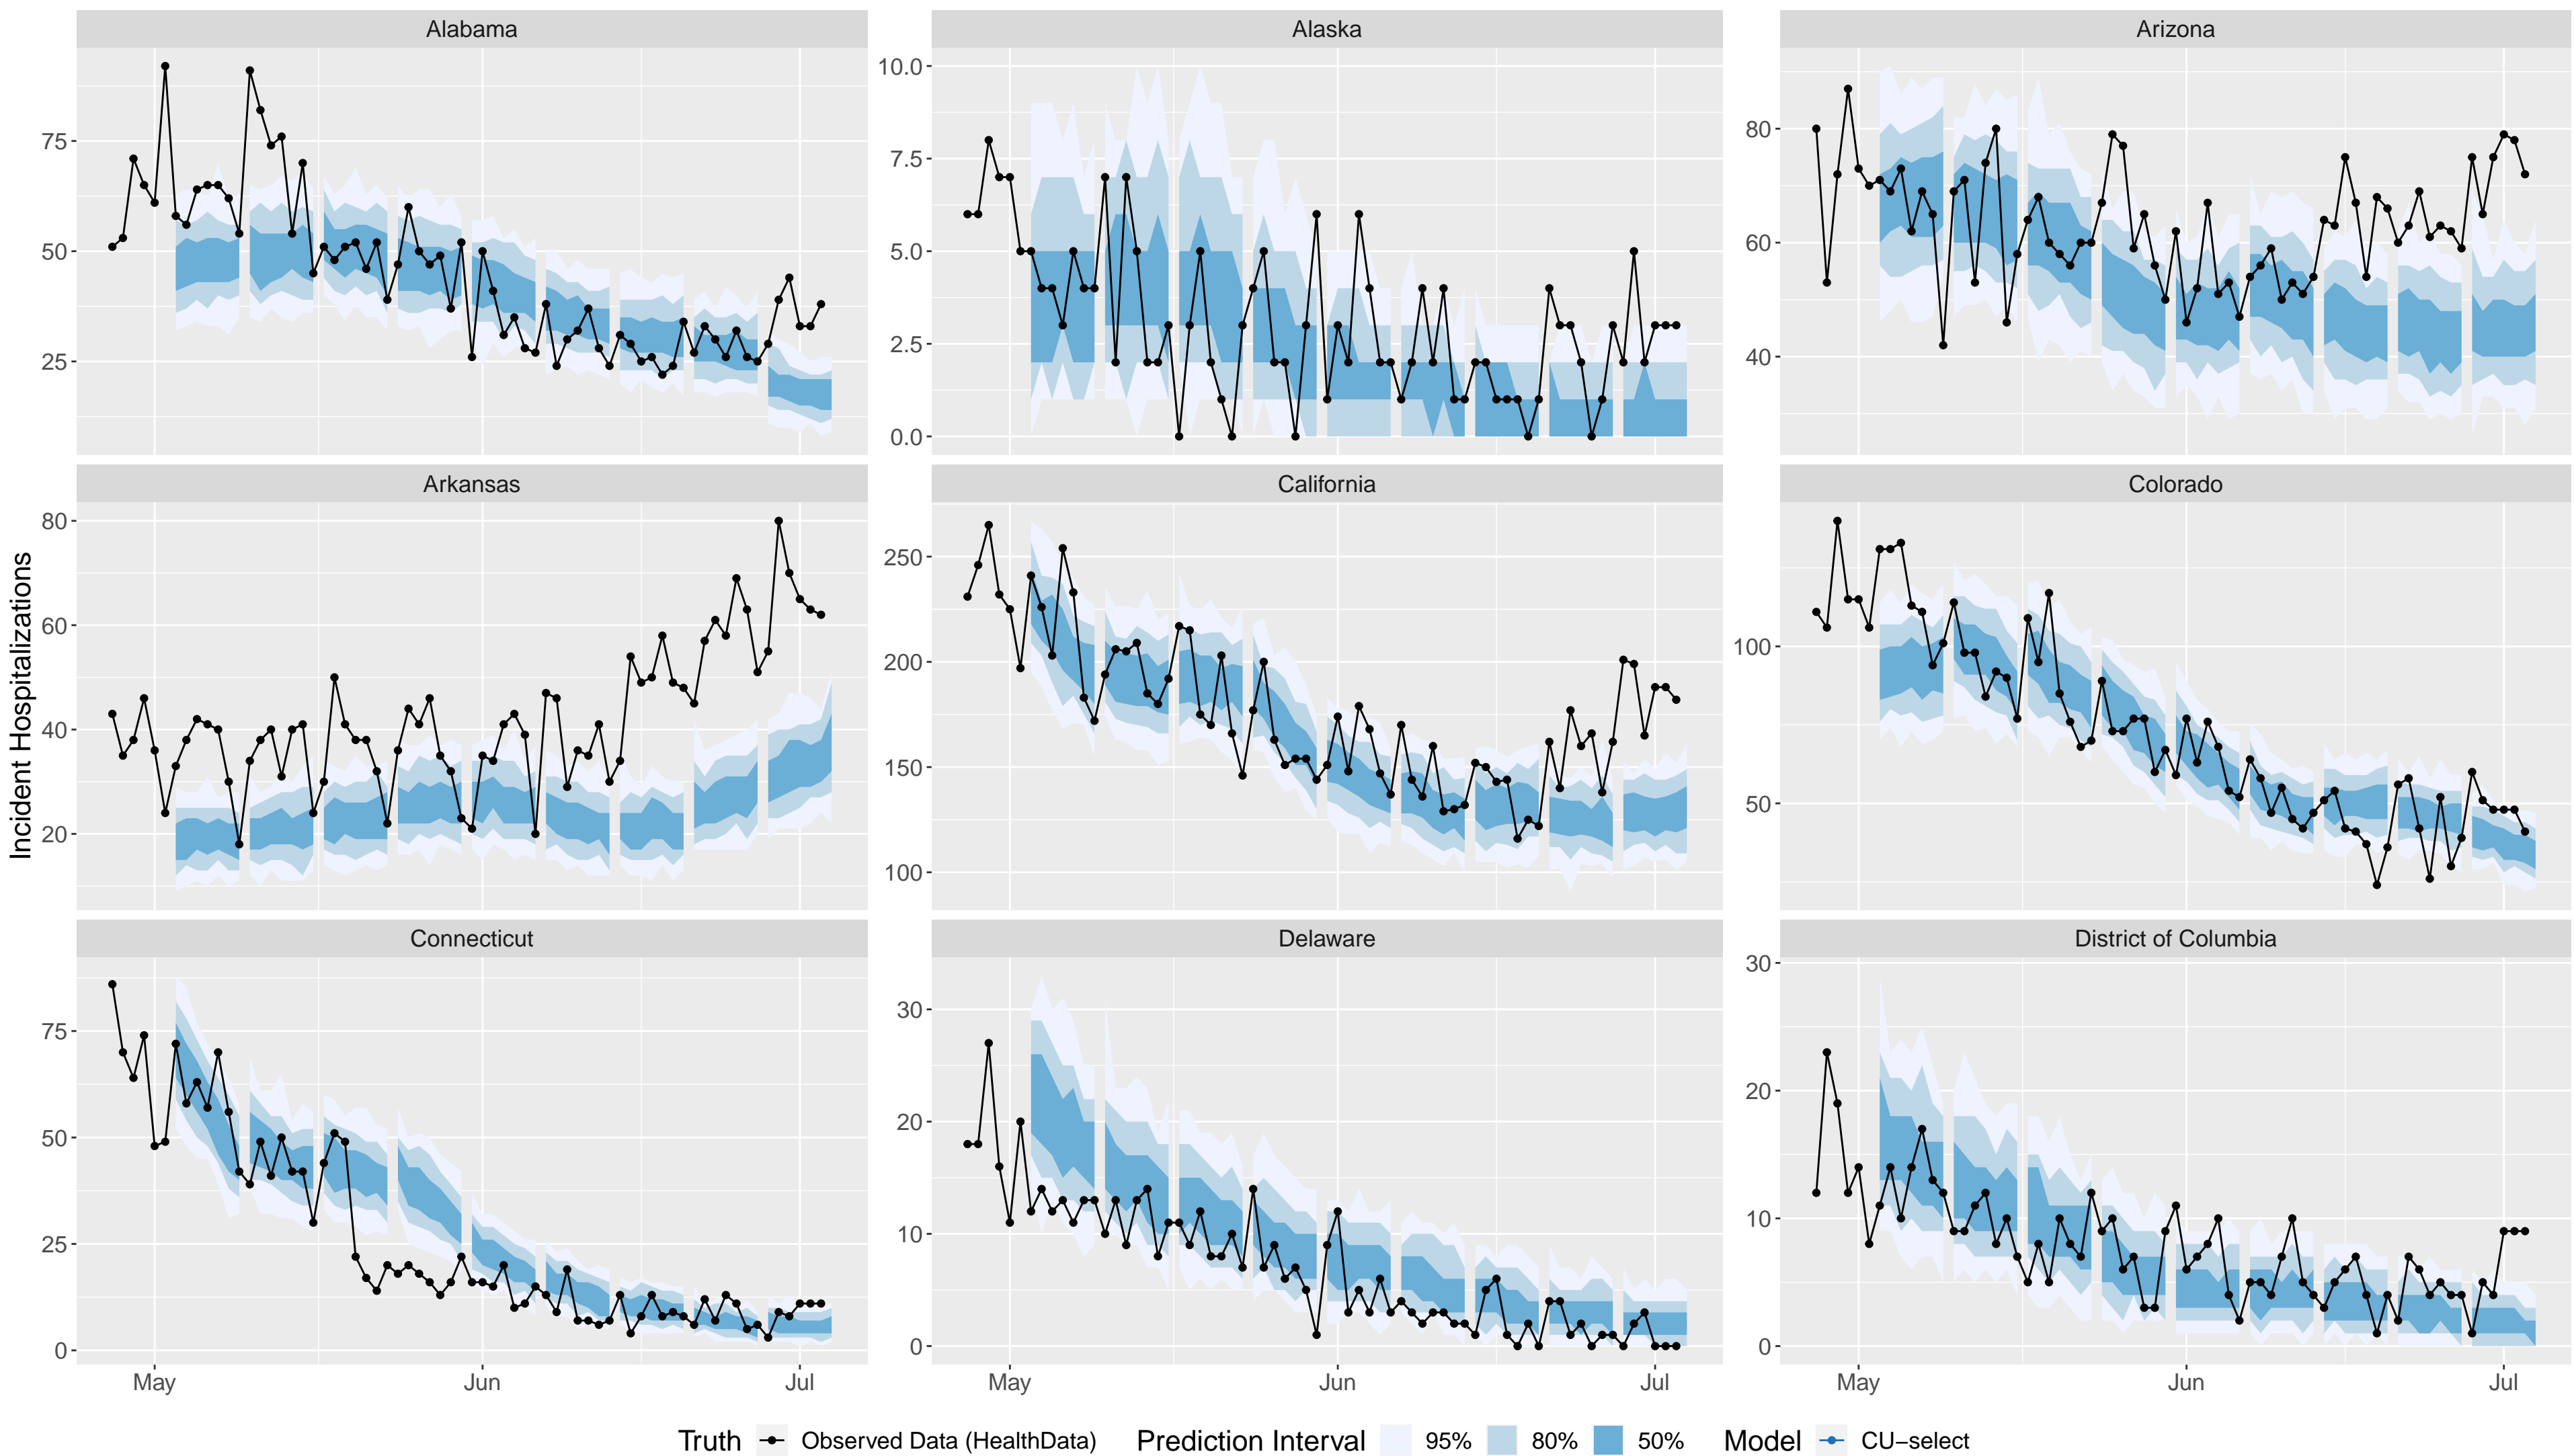 Alabama
Alaska
Arizona
75
50
25
10.0
7.5
5.0
2.5
0.0
80
60
40
Arkansas
California
Colorado
80
60
40
20
250
200
150
100
100
50
Connecticut
Delaware
District of Columbia
75
50
25
0
30
20
10
0
30
20
10
0
Incident Hospitalizations
May Jun Jul
May Jun Jul
May Jun Jul
Truth Observed Data (HealthData) Prediction Interval 95% 80% 50% Model CU−select